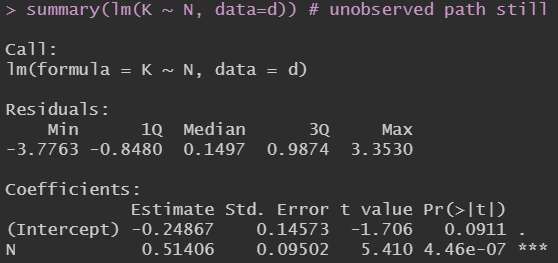 > summary(lm(K ~ N, data=d)) # unobserved path still
Call:
lm(formula = K ~ N, data = d)
Residuals:
    Min      1Q  Median      3Q     Max
-3.7763 -0.8480  0.1497  0.9874  3.3530
Coefficients:
            Estimate Std. Error t value Pr(>|t|)
(Intercept) -0.24867    0.14573  -1.706   0.0911 .
N            0.51406    0.09502   5.410 4.46e-07 ***